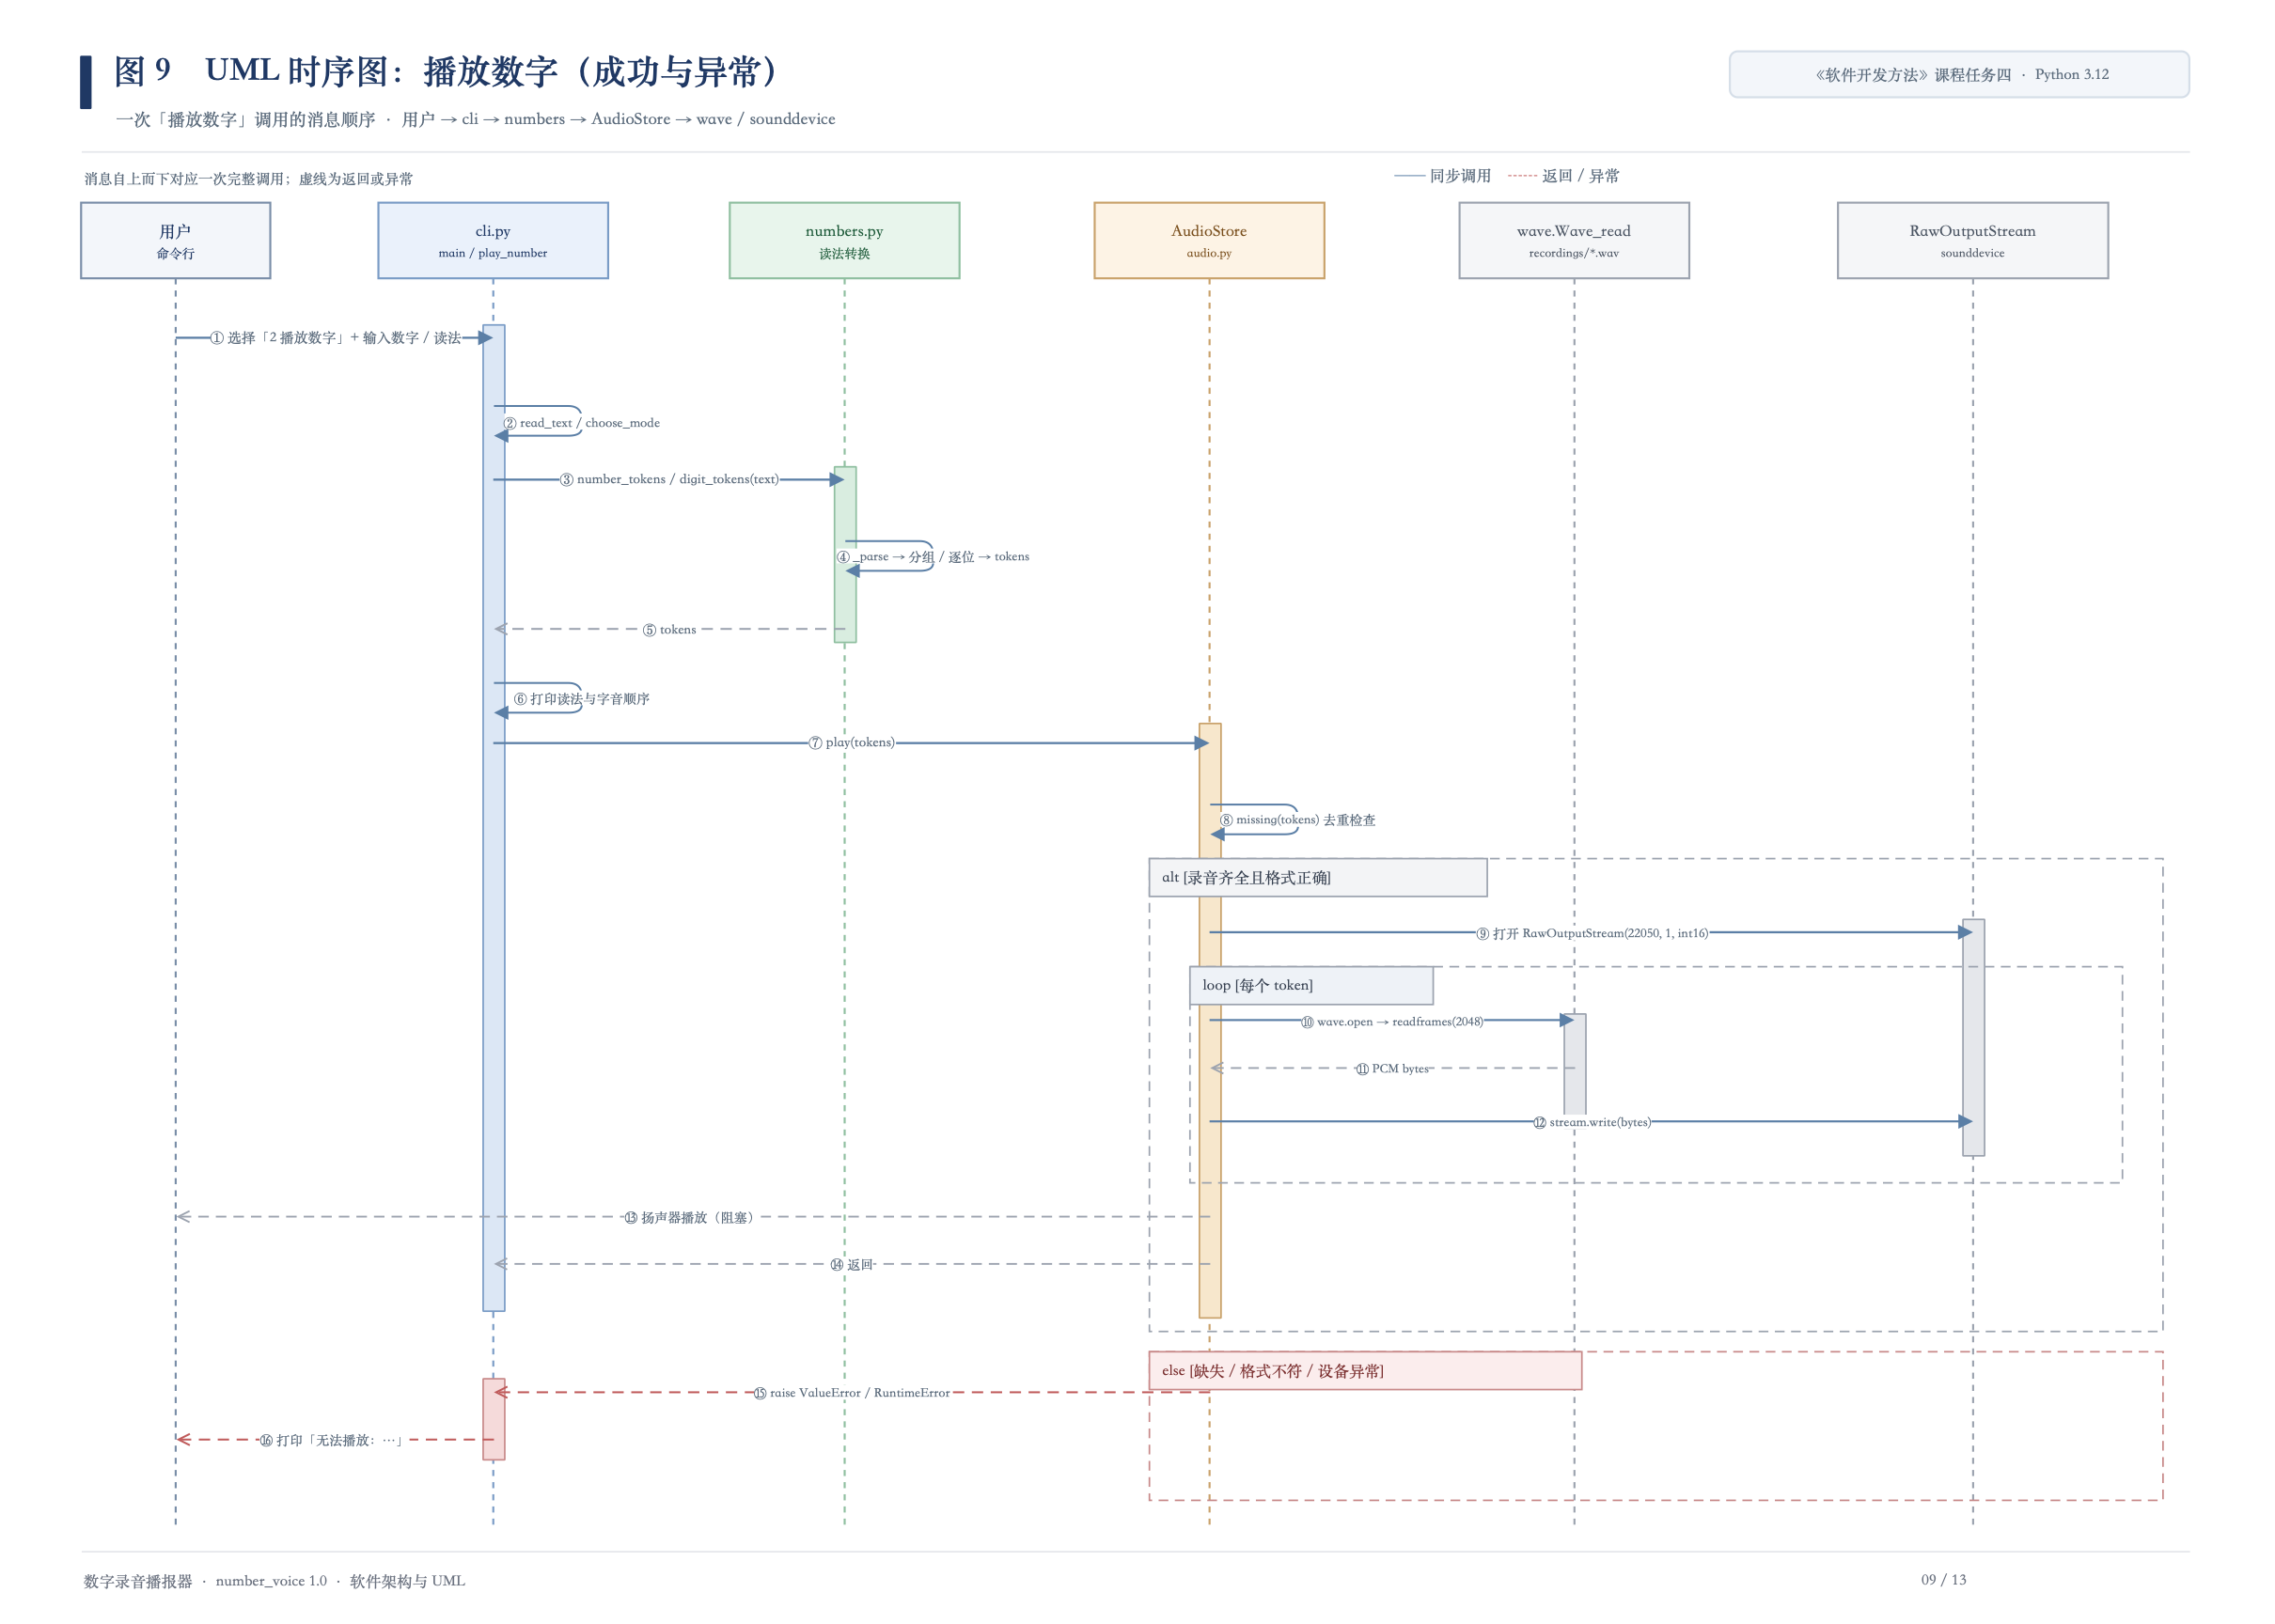 图 9 UML 时序图：播放数字（成功与异常）
《软件开发方法》课程任务四 · Python 3.12
一次「播放数字」调用的消息顺序 · 用户 → cli → numbers → AudioStore → wave / sounddevice
消息自上而下对应一次完整调用；虚线为返回或异常
同步调用
返回 / 异常
用户
命令行
cli.py
main / play_number
numbers.py
读法转换
AudioStore
audio.py
wave.Wave_read
recordings/*.wav
RawOutputStream
sounddevice
① 选择「2 播放数字」+ 输入数字 / 读法
② read_text / choose_mode
③ number_tokens / digit_tokens(text)
④ _parse → 分组 / 逐位 → tokens
⑤ tokens
⑥ 打印读法与字音顺序
⑦ play(tokens)
⑧ missing(tokens) 去重检查
alt [录音齐全且格式正确]
⑨ 打开 RawOutputStream(22050, 1, int16)
loop [每个 token]
⑩ wave.open → readframes(2048)
⑪ PCM bytes
⑫ stream.write(bytes)
⑬ 扬声器播放（阻塞）
⑭ 返回
else [缺失 / 格式不符 / 设备异常]
⑮ raise ValueError / RuntimeError
⑯ 打印「无法播放：…」
数字录音播报器 · number_voice 1.0 · 软件架构与 UML
09 / 13